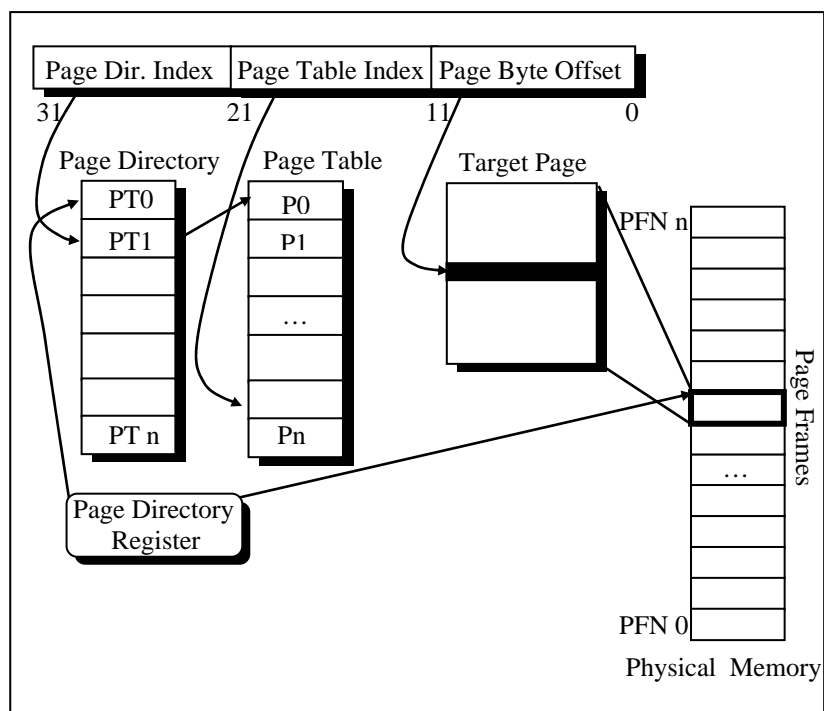 Page Dir. Index Page Table Index Page Byte Offset
31 21 11 0
Page Directory
PT0
PT1
PT n
Page Table
P0
P1
…
Pn
Target Page
Page Directory
Register
PFN n
…
PFN 0
Page Frames
Physical Memory